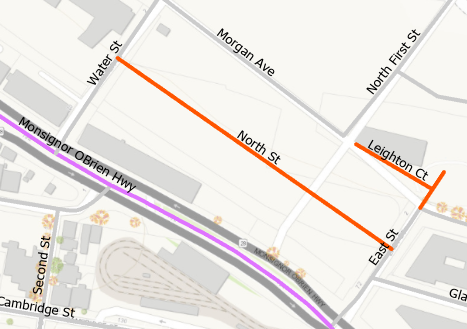 Water St
Morgan Ave
North First St
Monsignor OBrien Hwy
North St
Leighton Ct
MONSIGNOR OBRIEN HWY
East St
Second St
Gla
Cambridge St